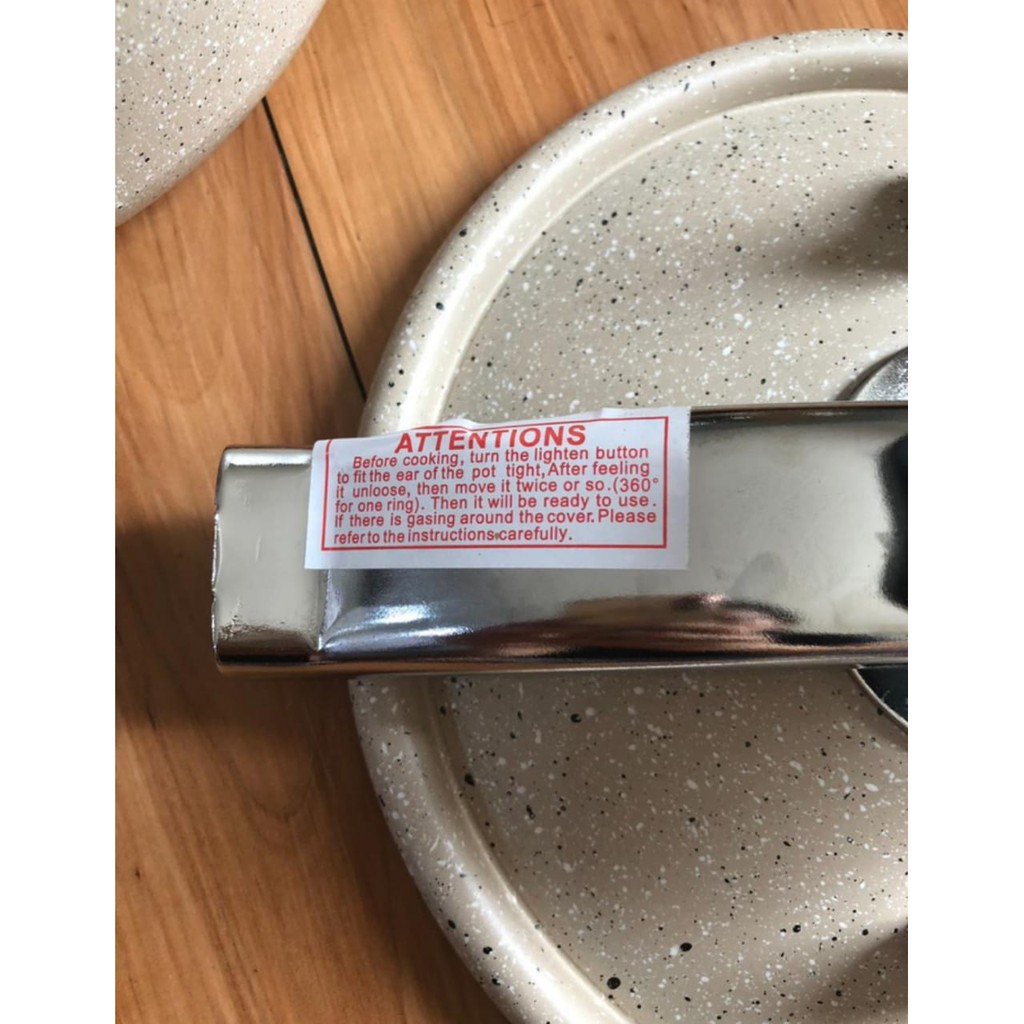 ATTENTIONS
Before cooking, turn the lighten button
to fit the ear of the pot tight, After feeling
it unloose, then move it twice or so.(360°
for one ring). Then it will be ready to use.
If there is gasing around the cover. Please
refer to the instructions carefully.